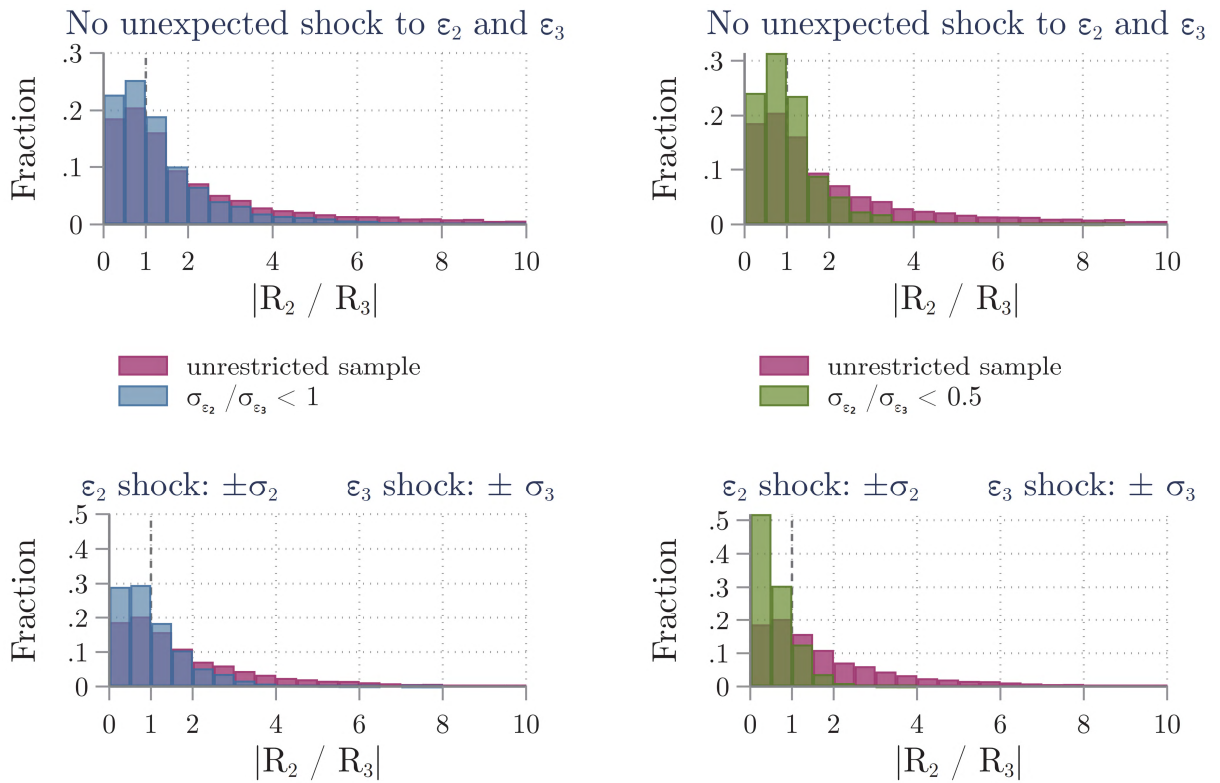 No unexpected shock to ε₂ and ε₃
.3
.2
.1
0
Fraction
0 1 2 4 6 8 10
|R₂ / R₃|
unrestricted sample
σ_ε₂ /σ_ε₃ < 1
No unexpected shock to ε₂ and ε₃
.3
.2
.1
0
Fraction
0 1 2 4 6 8 10
|R₂ / R₃|
unrestricted sample
σ_ε₂ /σ_ε₃ < 0.5
ε₂ shock: ±σ₂ ε₃ shock: ± σ₃
.5
.4
.3
.2
.1
0
Fraction
0 1 2 4 6 8 10
|R₂ / R₃|
ε₂ shock: ±σ₂ ε₃ shock: ± σ₃
.5
.4
.3
.2
.1
0
Fraction
0 1 2 4 6 8 10
|R₂ / R₃|